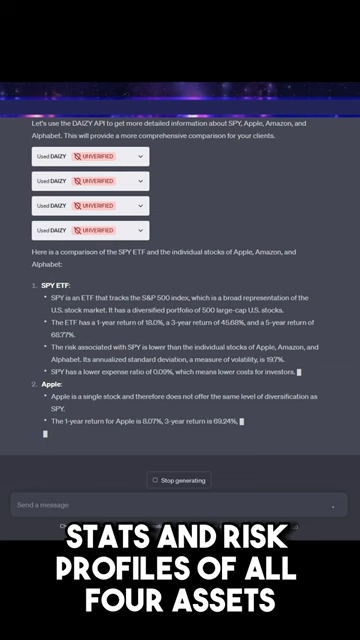 Let's use the DAIZY API to get more detailed information about SPY, Apple, Amazon, and
Alphabet. This will provide a more comprehensive comparison for your clients.
Used DAIZY UNVERIFIED
Used DAIZY UNVERIFIED
Used DAIZY UNVERIFIED
Used DAIZY UNVERIFIED
Here is a comparison of the SPY ETF and the individual stocks of Apple, Amazon, and
Alphabet:
1. SPY ETF:
• SPY is an ETF that tracks the S&P 500 index, which is a broad representation of the
U.S. stock market. It has a diversified portfolio of 500 large-cap U.S. stocks.
• The ETF has a 1-year return of 18.0%, a 3-year return of 45.68%, and a 5-year return of
68.77%.
• The risk associated with SPY is lower than the individual stocks of Apple, Amazon, and
Alphabet. Its annualized standard deviation, a measure of volatility, is 19.7%.
• SPY has a lower expense ratio of 0.09%, which means lower costs for investors.
2. Apple:
• Apple is a single stock and therefore does not offer the same level of diversification as
SPY.
• The 1-year return for Apple is 8.07%, 3-year return is 69.24%,
Stop generating
Send a message
STATS AND RISK
PROFILES OF ALL
FOUR ASSETS